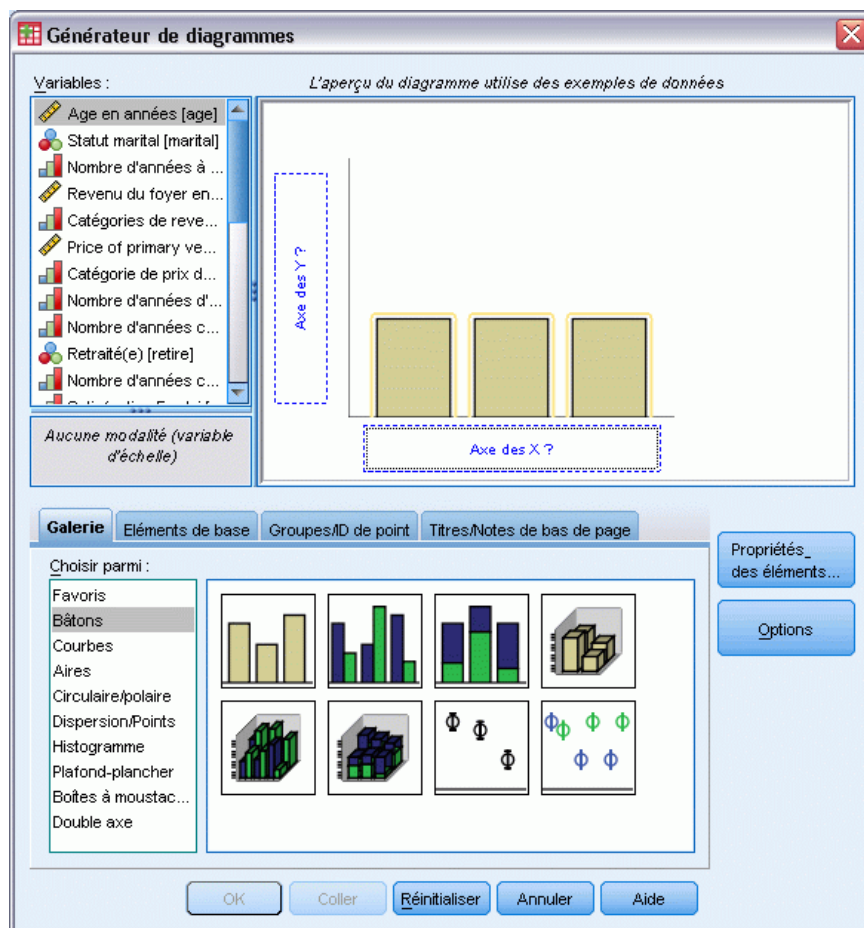 Générateur de diagrammes
Variables :
L'aperçu du diagramme utilise des exemples de données
Age en années [age]
Statut marital [marital]
Nombre d'années à ...
Revenu du foyer en...
Catégories de reve...
Price of primary ve...
Catégorie de prix d...
Nombre d'années d'...
Nombre d'années c...
Retraité(e) [retire]
Nombre d'années c...
Aucune modalité (variable
d'échelle)
Axe des Y ?
Axe des X ?
Galerie
Eléments de base
Groupes/ID de point
Titres/Notes de bas de page
Choisir parmi :
Favoris
Bâtons
Courbes
Aires
Circulaire/polaire
Dispersion/Points
Histogramme
Plafond-plancher
Boîtes à moustac...
Double axe
Propriétés_
des éléments...
Options
OK
Coller
Réinitialiser
Annuler
Aide